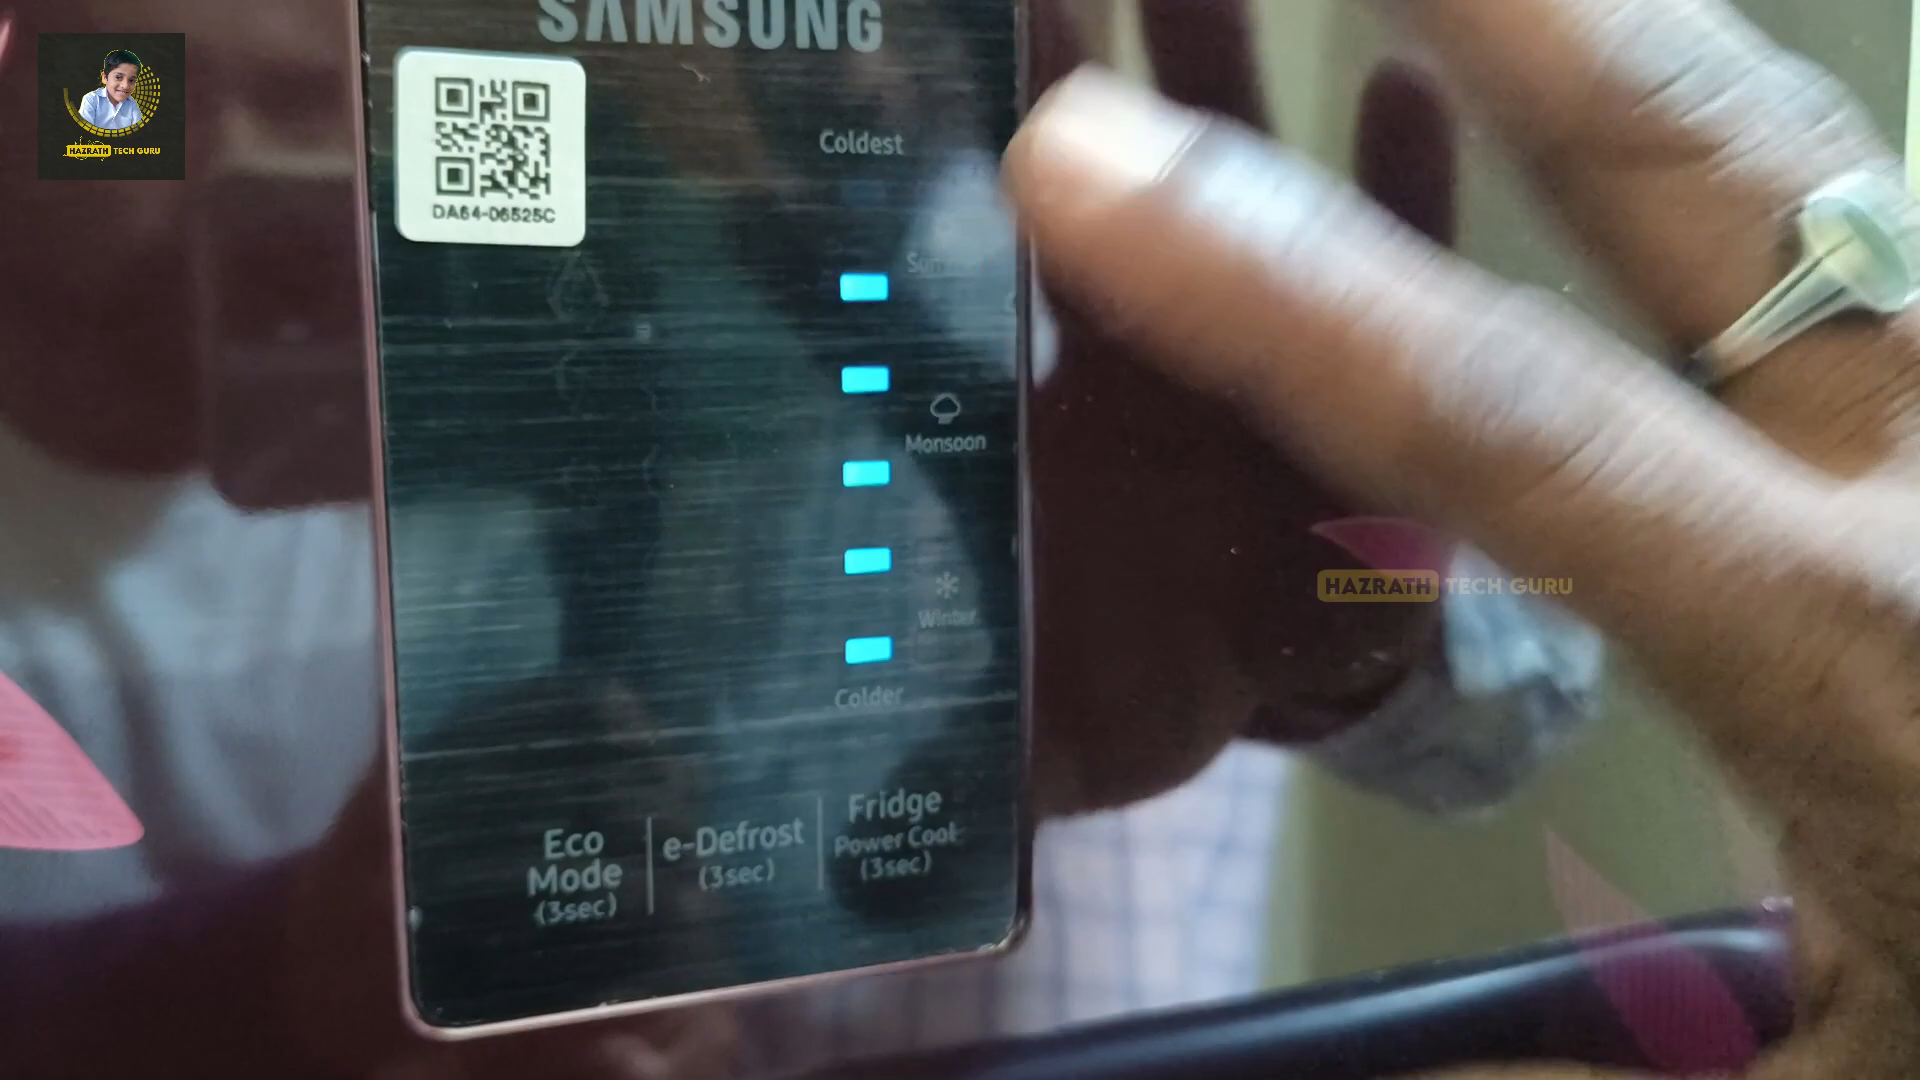 SAMSUNG
HAZRATH TECH GURU
DA64-06525C
Coldest
Monsoon
Winter
Colder
HAZRATH TECH GURU
Eco
Mode
(3sec)
e-Defrost
(3sec)
Fridge
Power Cool
(3sec)